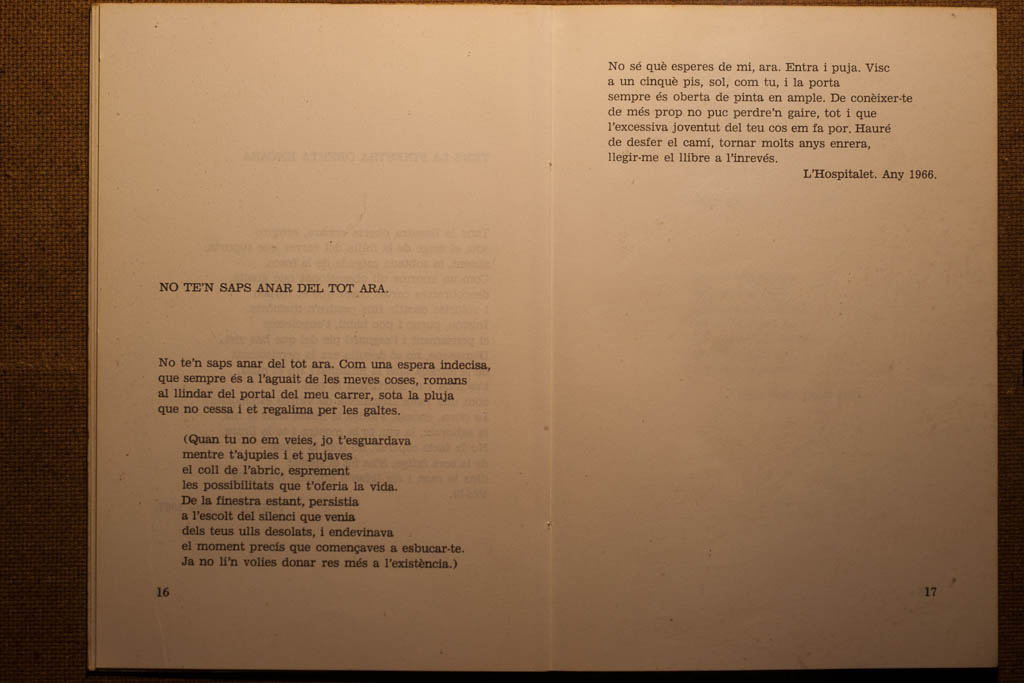 NO TE'N SAPS ANAR DEL TOT ARA.
No te'n saps anar del tot ara. Com una espera indecisa,
que sempre és a l'aguait de les meves coses, romans
al llindar del portal del meu carrer, sota la pluja
que no cessa i et regalima per les galtes.
(Quan tu no em veies, jo t'esguardava
mentre t'ajupies i et pujaves
el coll de l'abric, esprement
les possibilitats que t'oferia la vida.
De la finestra estant, persistia
a l'escolt del silenci que venia
dels teus ulls desolats, i endevinava
el moment precís que començaves a esbucar-te.
Ja no li'n volies donar res més a l'existència.)
16
No sé què esperes de mi, ara. Entra i puja. Visc
a un cinquè pis, sol, com tu, i la porta
sempre és oberta de pinta en ample. De conèixer-te
de més prop no puc perdre'n gaire, tot i que
l'excessiva joventut del teu cos em fa por. Hauré
de desfer el camí, tornar molts anys enrera,
llegir-me el llibre a l'inrevés.
L'Hospitalet. Any 1966.
17